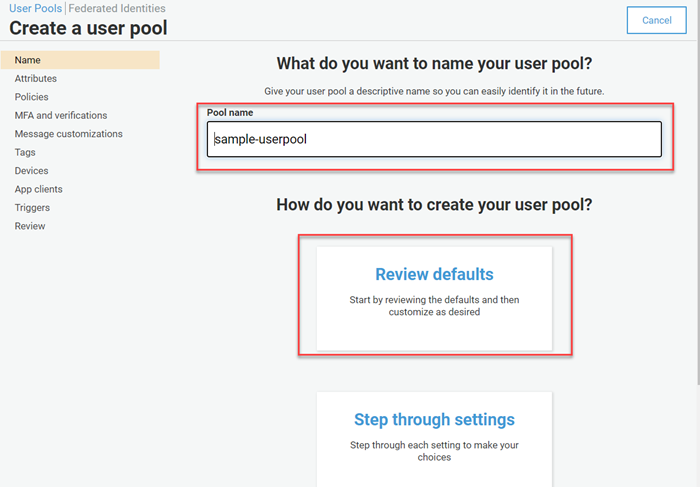 User Pools | Federated Identities
Create a user pool
Cancel
Name
Attributes
Policies
MFA and verifications
Message customizations
Tags
Devices
App clients
Triggers
Review
What do you want to name your user pool?
Give your user pool a descriptive name so you can easily identify it in the future.
Pool name
sample-userpool
How do you want to create your user pool?
Review defaults
Start by reviewing the defaults and then
customize as desired
Step through settings
Step through each setting to make your
choices